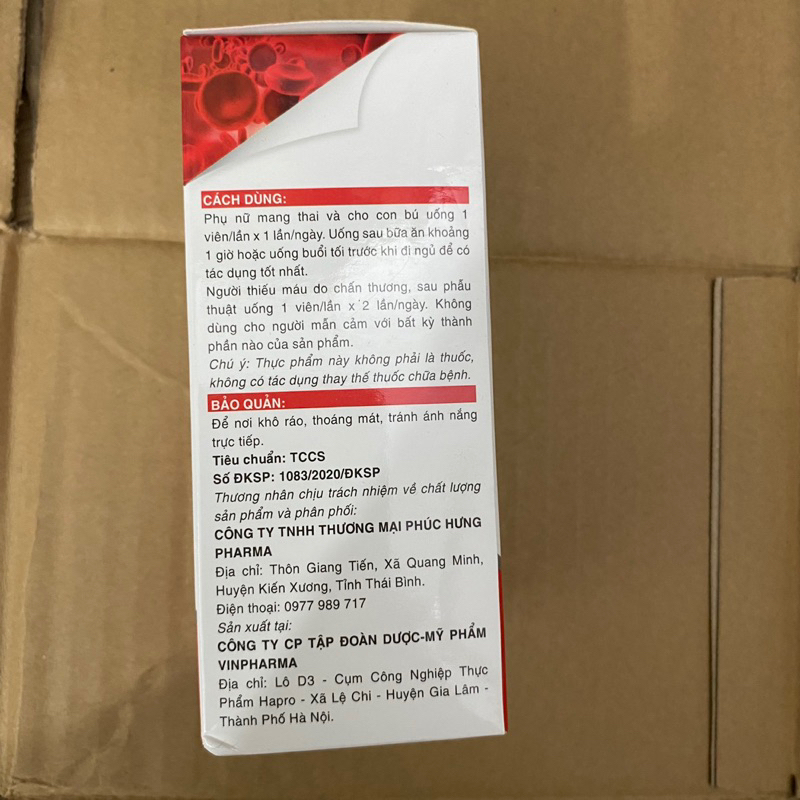 CÁCH DÙNG:
Phụ nữ mang thai và cho con bú uống 1
viên/lần x 1 lần/ngày. Uống sau bữa ăn khoảng
1 giờ hoặc uống buổi tối trước khi đi ngủ để có
tác dụng tốt nhất.
Người thiếu máu do chấn thương, sau phẫu
thuật uống 1 viên/lần x 2 lần/ngày. Không
dùng cho người mẫn cảm với bất kỳ thành
phần nào của sản phẩm.
Chú ý: Thực phẩm này không phải là thuốc,
không có tác dụng thay thế thuốc chữa bệnh.
BẢO QUẢN:
Để nơi khô ráo, thoáng mát, tránh ánh nắng
trực tiếp.
Tiêu chuẩn: TCCS
Số ĐKSP: 1083/2020/ĐKSP
Thương nhân chịu trách nhiệm về chất lượng
sản phẩm và phân phối:
CÔNG TY TNHH THƯƠNG MẠI PHÚC HƯNG
PHARMA
Địa chỉ: Thôn Giang Tiến, Xã Quang Minh,
Huyện Kiến Xương, Tỉnh Thái Bình.
Điện thoại: 0977 989 717
Sản xuất tại:
CÔNG TY CP TẬP ĐOÀN DƯỢC-MỸ PHẨM
VINPHARMA
Địa chỉ: Lô D3 - Cụm Công Nghiệp Thực
Phẩm Hapro - Xã Lệ Chi - Huyện Gia Lâm -
Thành Phố Hà Nội.